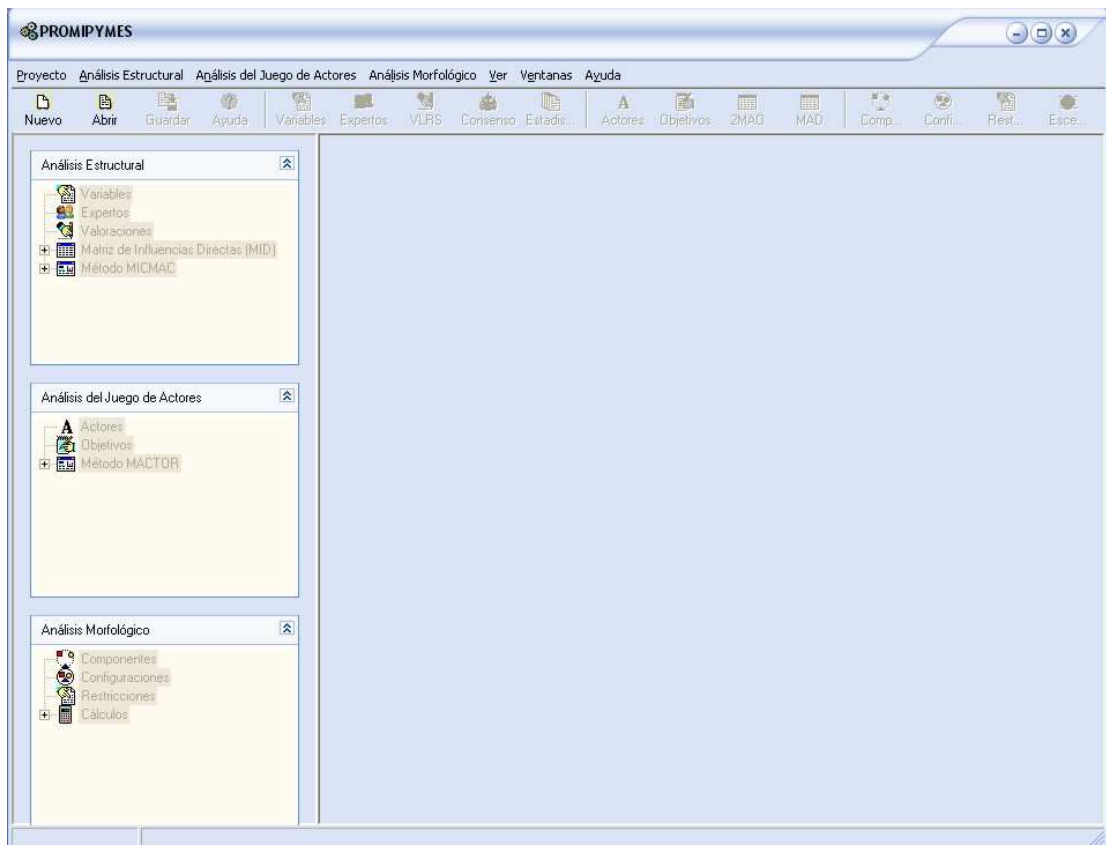 PROMIPYMES
Proyecto Análisis Estructural Análisis del Juego de Actores Análisis Morfológico Ver Ventanas Ayuda
Nuevo Abrir Guardar Ayuda Variables Expertos VLRS Consenso Estadis... Actores Objetivos 2MAO MAD Comp... Confi... Rest... Esce...
Análisis Estructural
Variables
Expertos
Valoraciones
Matriz de Influencias Directas (MID)
Método MICMAC
Análisis del Juego de Actores
A Actores
Objetivos
Método MACTOR
Análisis Morfológico
Componentes
Configuraciones
Restricciones
Cálculos